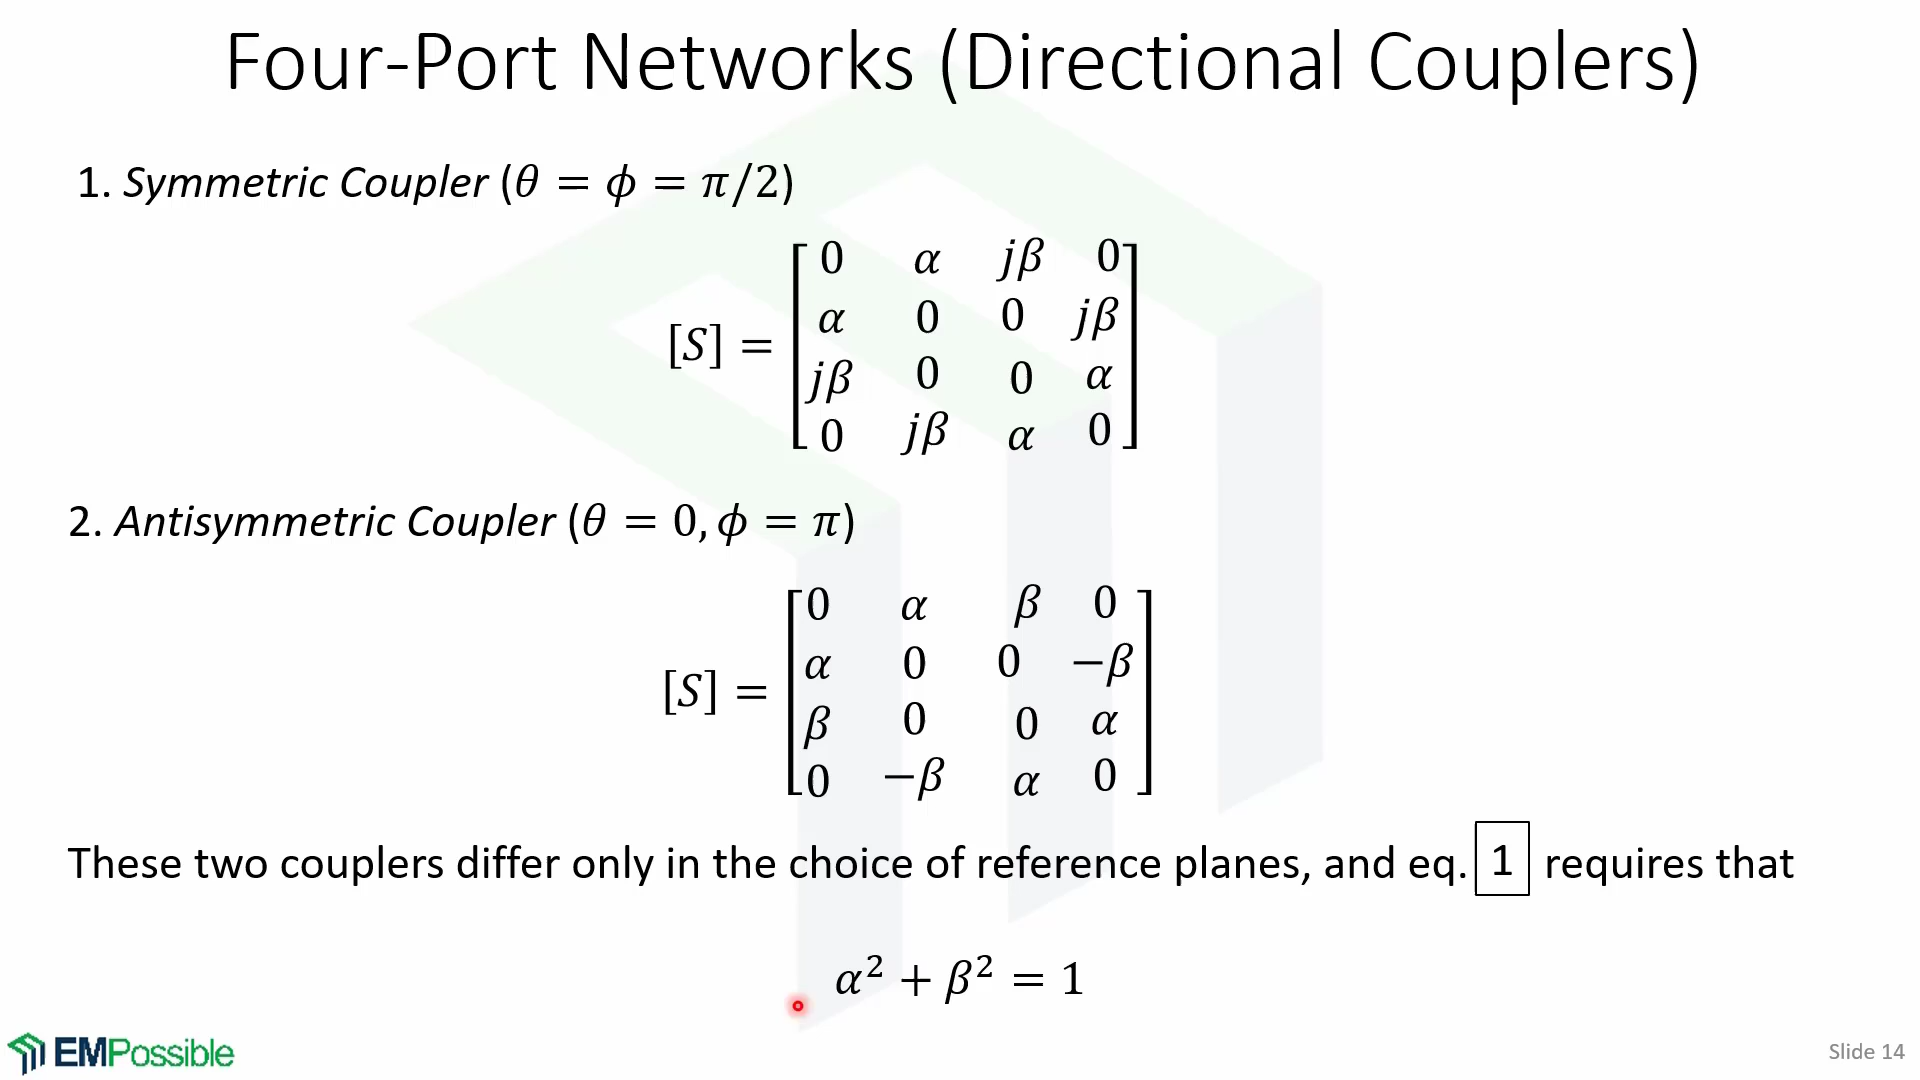 Four-Port Networks (Directional Couplers)
1. Symmetric Coupler (θ = ϕ = π/2)
[S] =
0 α jβ 0
α 0 0 jβ
jβ 0 0 α
0 jβ α 0
2. Antisymmetric Coupler (θ = 0, ϕ = π)
[S] =
0 α β 0
α 0 0 −β
β 0 0 α
0 −β α 0
These two couplers differ only in the choice of reference planes, and eq. 1 requires that
α² + β² = 1
EMPossible
Slide 14